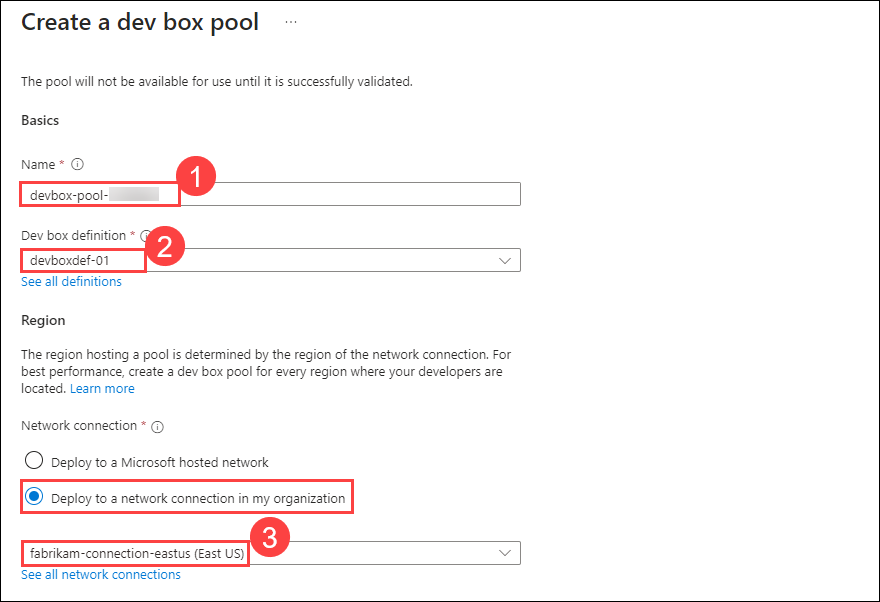 Create a dev box pool ...
The pool will not be available for use until it is successfully validated.
Basics
Name *
1
devbox-pool-
Dev box definition *
2
devboxdef-01
See all definitions
Region
The region hosting a pool is determined by the region of the network connection. For
best performance, create a dev box pool for every region where your developers are
located. Learn more
Network connection *
Deploy to a Microsoft hosted network
Deploy to a network connection in my organization
3
fabrikam-connection-eastus (East US)
See all network connections